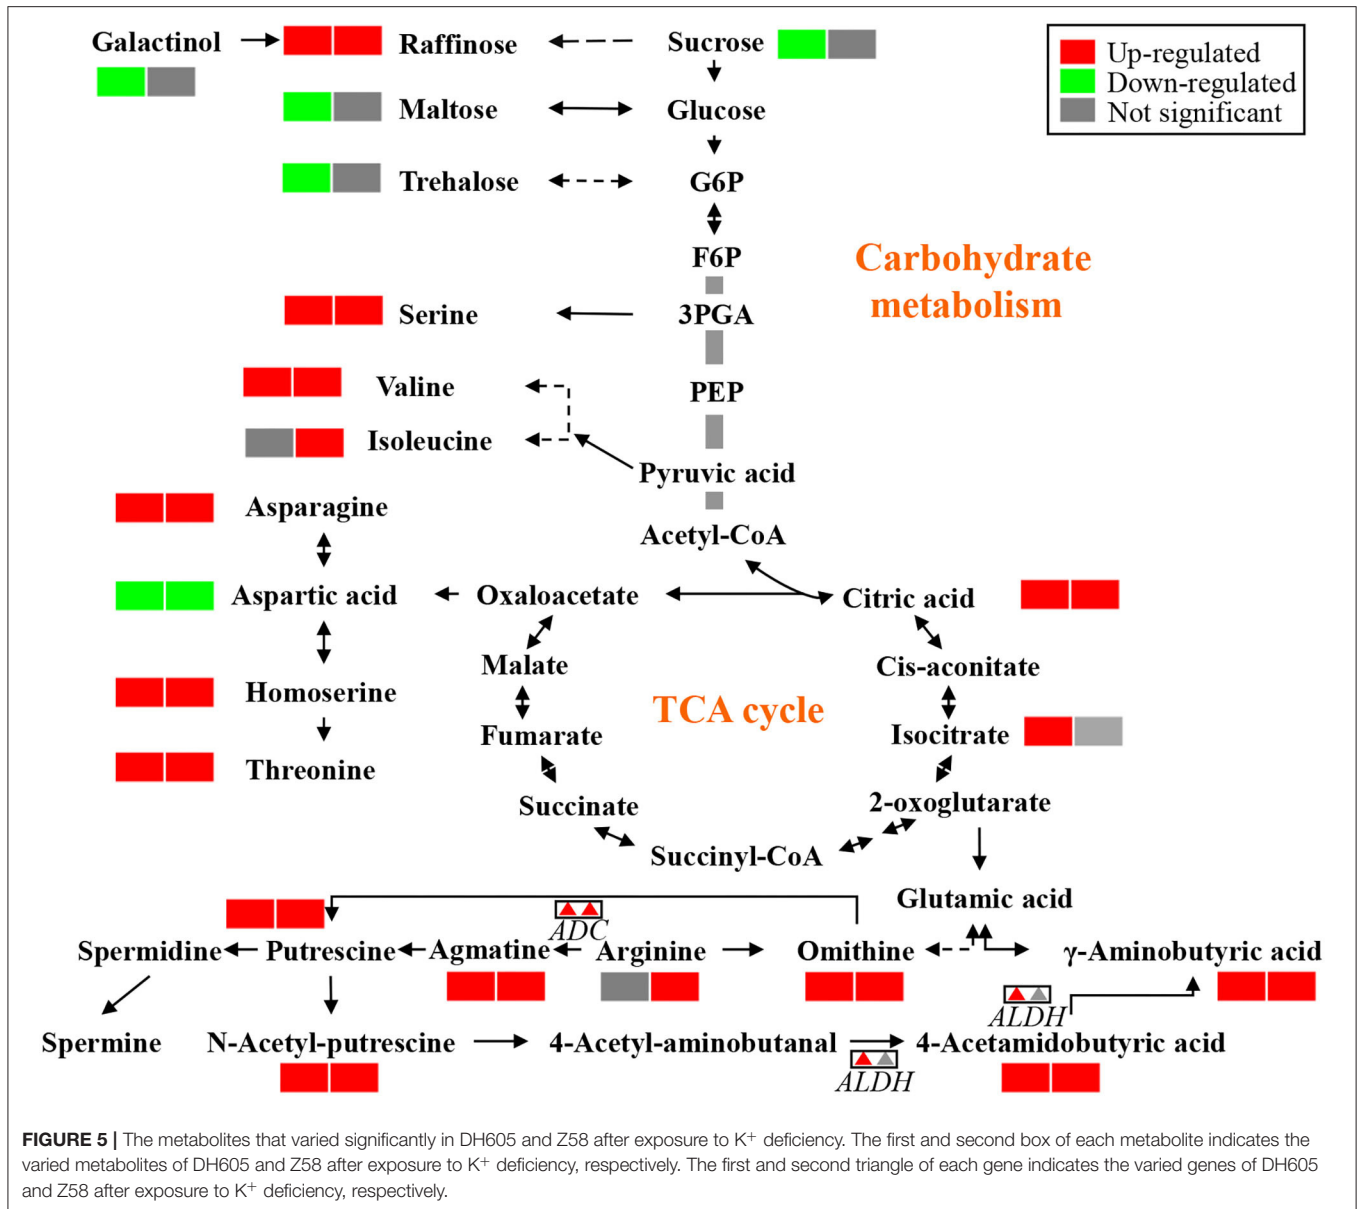 Galactinol
Raffinose
Sucrose
Up-regulated
Down-regulated
Not significant
Maltose
Glucose
Trehalose
G6P
F6P
Carbohydrate
metabolism
Serine
3PGA
Valine
PEP
Isoleucine
Pyruvic acid
Asparagine
Acetyl-CoA
Aspartic acid
Oxaloacetate
Citric acid
Malate
Cis-aconitate
Homoserine
TCA cycle
Fumarate
Isocitrate
Threonine
Succinate
2-oxoglutarate
Succinyl-CoA
Glutamic acid
ADC
Spermidine
Putrescine
Agmatine
Arginine
Omithine
γ-Aminobutyric acid
ALDH
Spermine
N-Acetyl-putrescine
4-Acetyl-aminobutanal
4-Acetamidobutyric acid
ALDH
FIGURE 5 | The metabolites that varied significantly in DH605 and Z58 after exposure to K+ deficiency. The first and second box of each metabolite indicates the
varied metabolites of DH605 and Z58 after exposure to K+ deficiency, respectively. The first and second triangle of each gene indicates the varied genes of DH605
and Z58 after exposure to K+ deficiency, respectively.